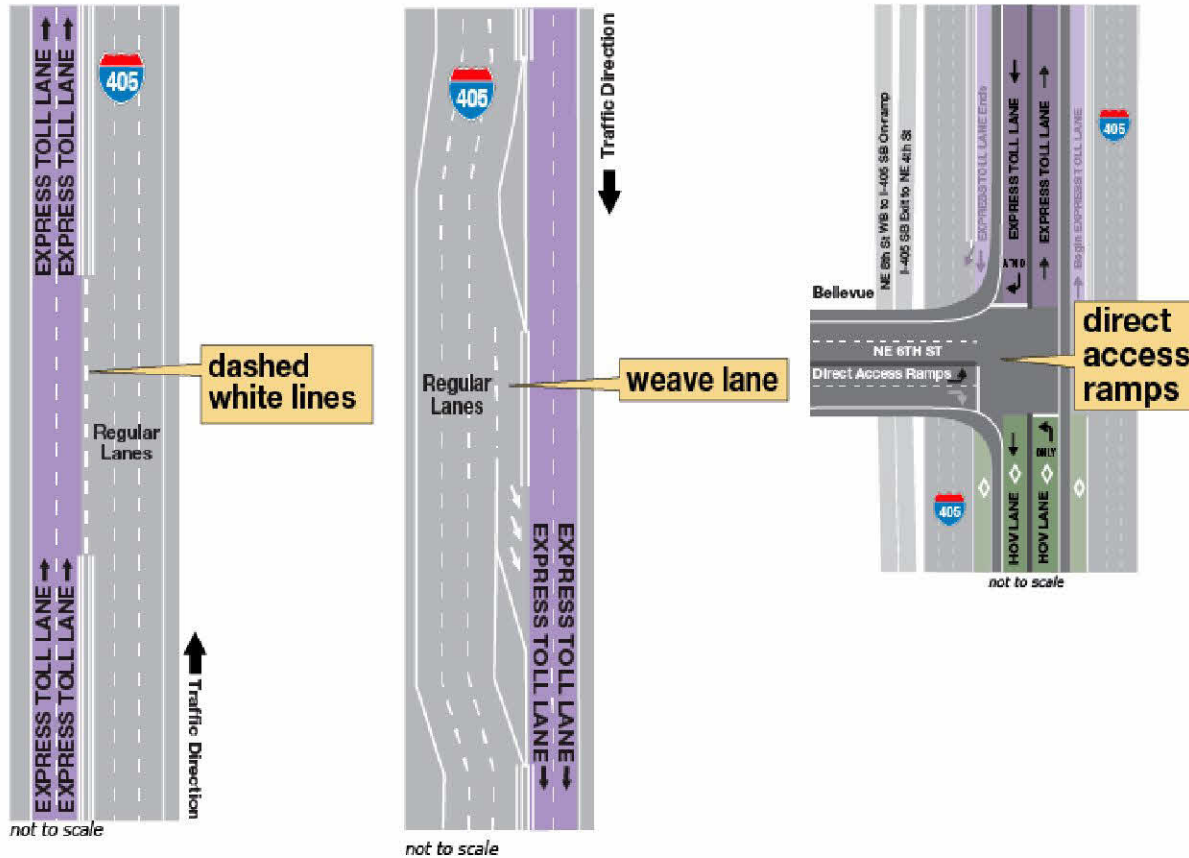 EXPRESS TOLL LANE
EXPRESS TOLL LANE
405
dashed
white lines
Regular
Lanes
EXPRESS TOLL LANE
EXPRESS TOLL LANE
Traffic Direction
not to scale
405
Traffic Direction
Regular
Lanes
weave lane
EXPRESS TOLL LANE
EXPRESS TOLL LANE
not to scale
NE 6th St WB to I-405 SB On-ramp
I-405 SB Exit to NE 4th St
EXPRESS TOLL LANE Ends
EXPRESS TOLL LANE
ONLY
EXPRESS TOLL LANE
Begin EXPRESS TOLL LANE
405
Bellevue
NE 6TH ST
Direct Access Ramps
direct
access
ramps
405
HOV LANE
HOV LANE
ONLY
not to scale